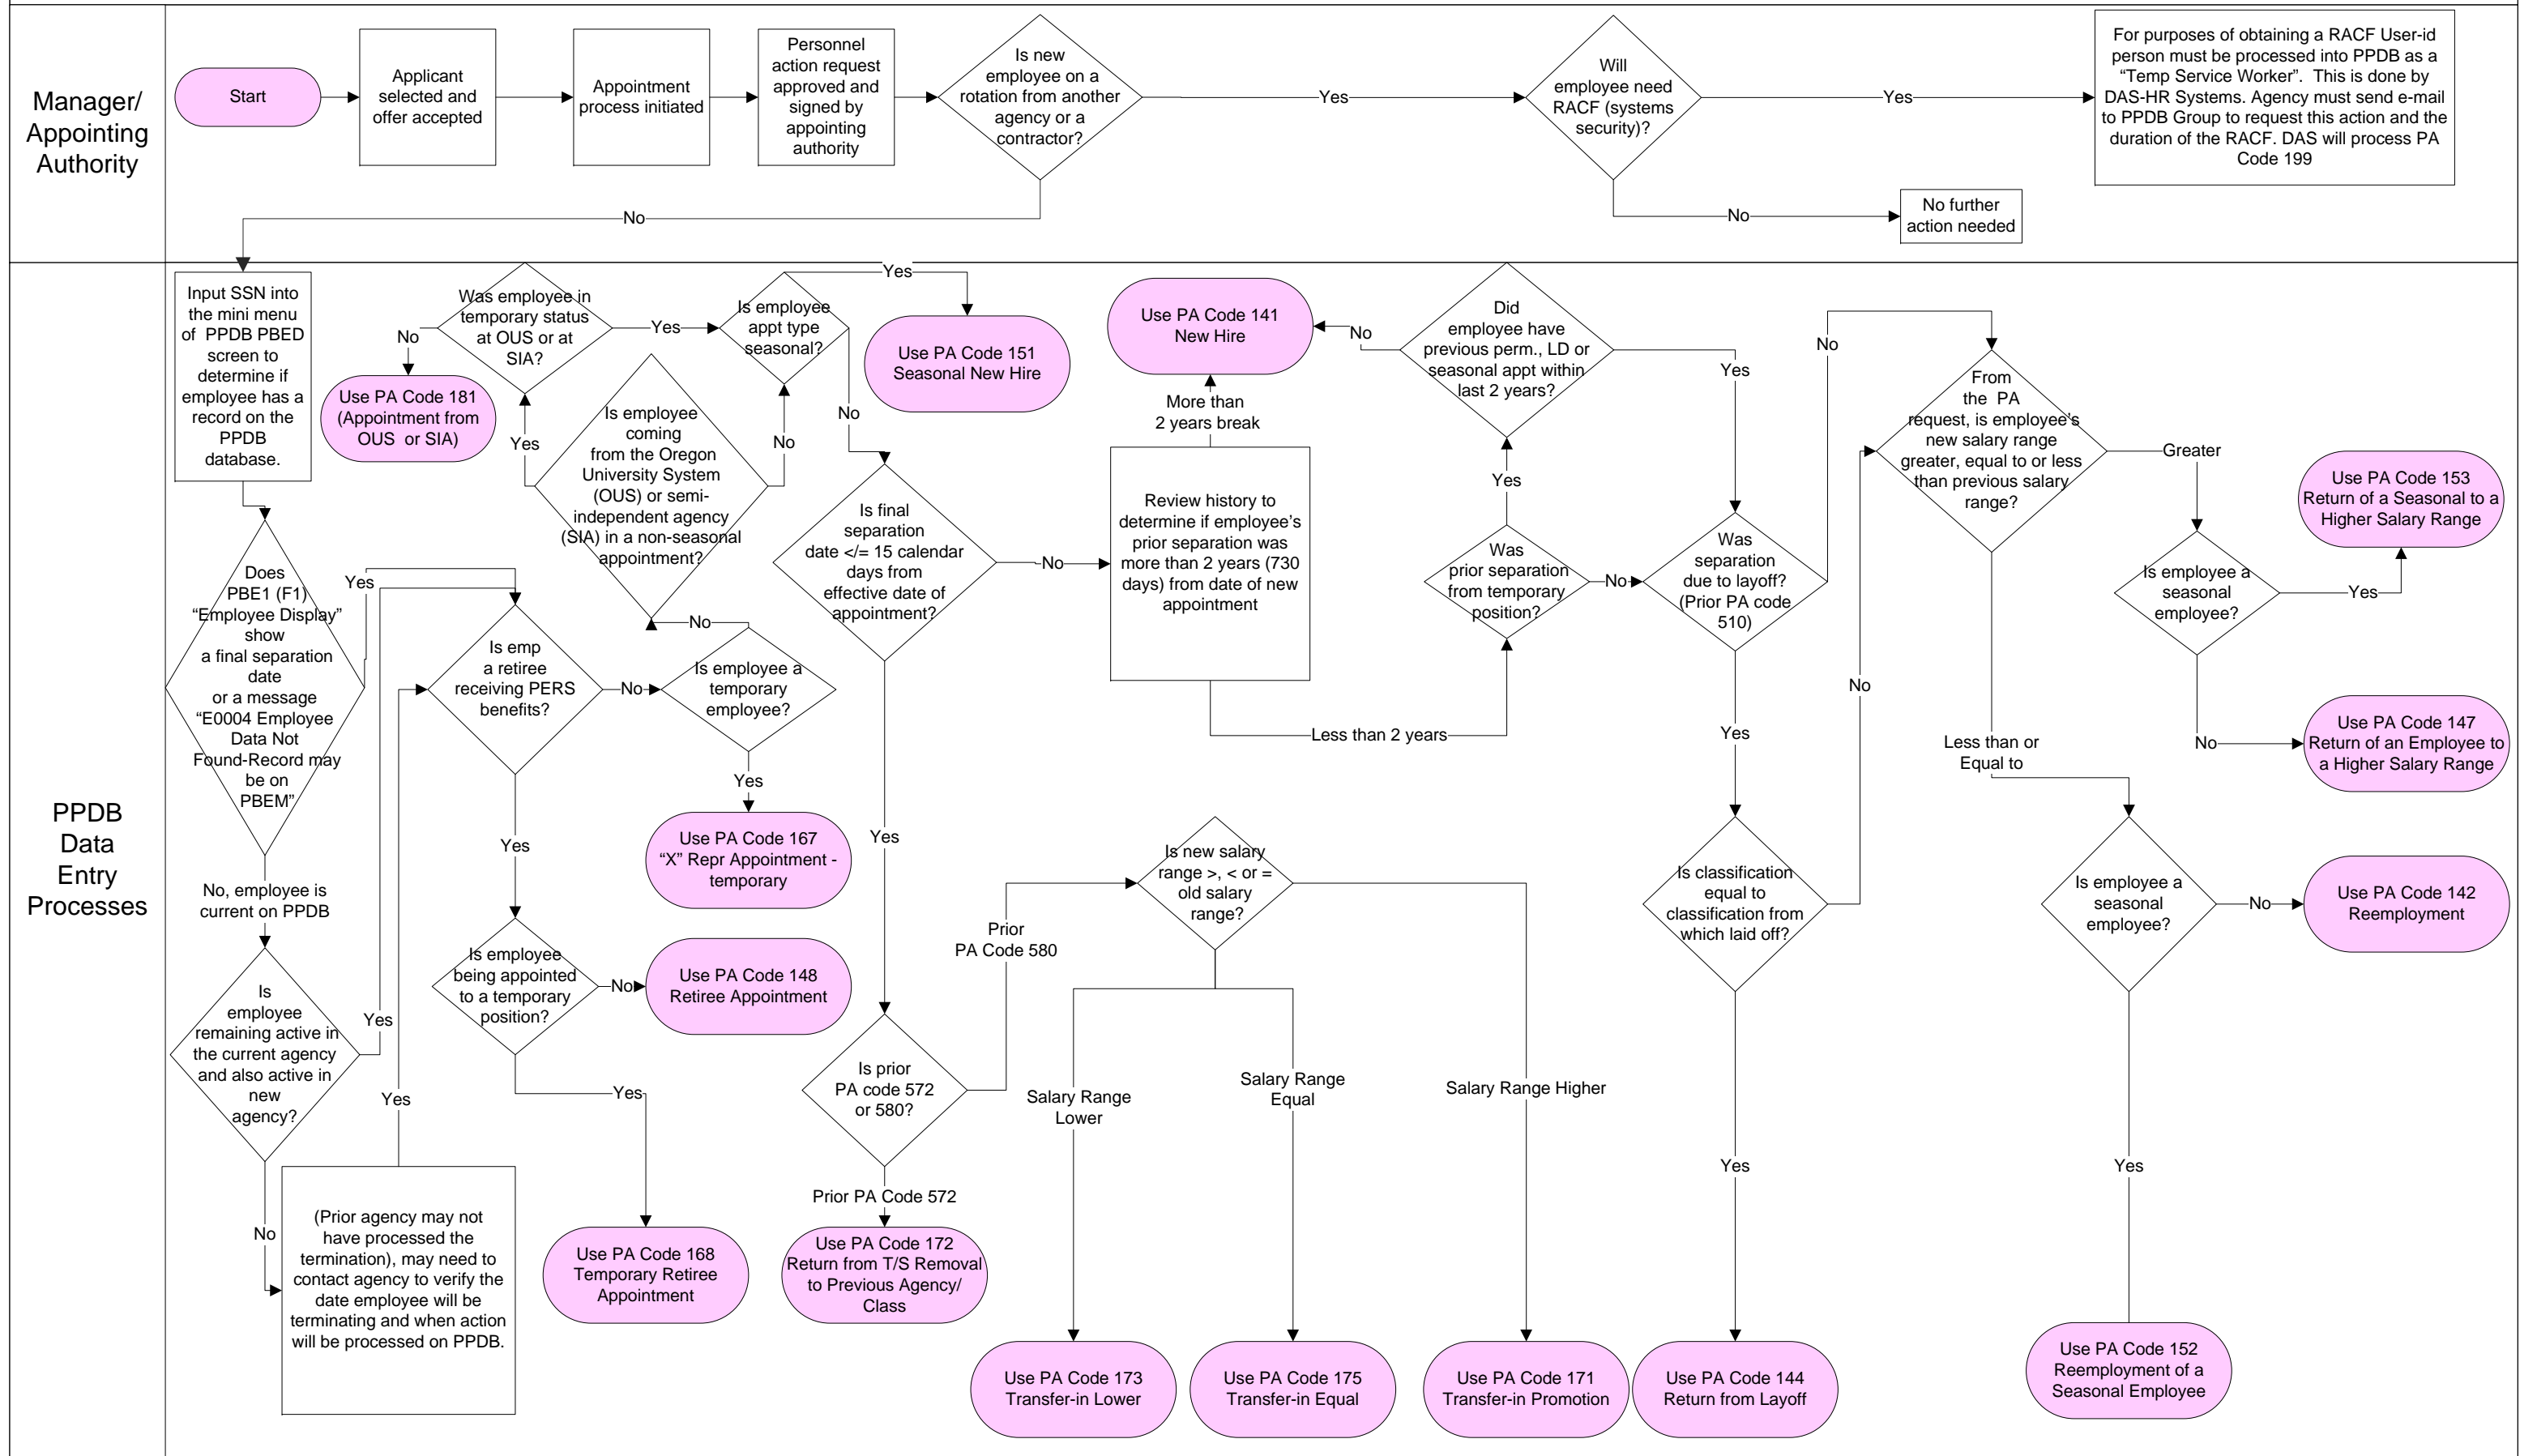 Manager/
Appointing
Authority
Start
Applicant
selected and
offer accepted
Appointment
process initiated
Personnel
action request
approved and
signed by
appointing
authority
Is new
employee on a
rotation from another
agency or a
contractor?
Yes
Will
employee need
RACF (systems
security)?
Yes
For purposes of obtaining a RACF User-id
person must be processed into PPDB as a
“Temp Service Worker”.  This is done by
DAS-HR Systems. Agency must send e-mail
to PPDB Group to request this action and the
duration of the RACF. DAS will process PA
Code 199
No
No
No further
action needed
PPDB
Data
Entry
Processes
Input SSN into
the mini menu
of  PPDB PBED
screen to
determine if
employee has a
record on the
PPDB
database.
Does
PBE1 (F1)
“Employee Display”
show
a final separation
date
or a message
“E0004 Employee
Data Not
Found-Record may
be on
PBEM”
Yes
No, employee is
current on PPDB
Is
employee
remaining active in
the current agency
and also active in
new
agency?
Yes
No
(Prior agency may not
have processed the
termination), may need to
contact agency to verify the
date employee will be
terminating and when action
will be processed on PPDB.
Yes
Is emp
a retiree
receiving PERS
benefits?
No
Yes
Is employee
being appointed
to a temporary
position?
No
Use PA Code 148
Retiree Appointment
Yes
Use PA Code 168
Temporary Retiree
Appointment
Is employee a
temporary
employee?
Yes
Use PA Code 167
“X” Repr Appointment -
temporary
No
Is employee
coming
from the Oregon
University System
(OUS) or semi-
independent agency
(SIA) in a non-seasonal
appointment?
Yes
No
Was employee in
temporary status
at OUS or at
SIA?
No
Use PA Code 181
(Appointment from
OUS  or SIA)
Yes
Is employee
appt type
seasonal?
Yes
Use PA Code 151
Seasonal New Hire
No
Is final
separation
date </= 15 calendar
days from
effective date of
appointment?
No
Yes
Is prior
PA code 572
or 580?
Prior PA Code 572
Use PA Code 172
Return from T/S Removal
to Previous Agency/
Class
Prior
PA Code 580
Is new salary
range >, < or =
old salary
range?
Salary Range
Lower
Use PA Code 173
Transfer-in Lower
Salary Range
Equal
Use PA Code 175
Transfer-in Equal
Salary Range Higher
Use PA Code 171
Transfer-in Promotion
Review history to
determine if employee’s
prior separation was
more than 2 years (730
days) from date of new
appointment
More than
2 years break
Use PA Code 141
New Hire
Less than 2 years
Was
prior separation
from temporary
position?
Yes
No
Did
employee have
previous perm., LD or
seasonal appt within
last 2 years?
No
Yes
Was
separation
due to layoff?
(Prior PA code
510)
No
Yes
Is classification
equal to
classification from
which laid off?
No
Yes
Use PA Code 144
Return from Layoff
From
the  PA
request, is employee’s
new salary range
greater, equal to or less
than previous salary
range?
Greater
Is employee a
seasonal
employee?
Yes
Use PA Code 153
Return of a Seasonal to a
Higher Salary Range
No
Use PA Code 147
Return of an Employee to
a Higher Salary Range
Less than or
Equal to
Is employee a
seasonal
employee?
No
Use PA Code 142
Reemployment
Yes
Use PA Code 152
Reemployment of a
Seasonal Employee